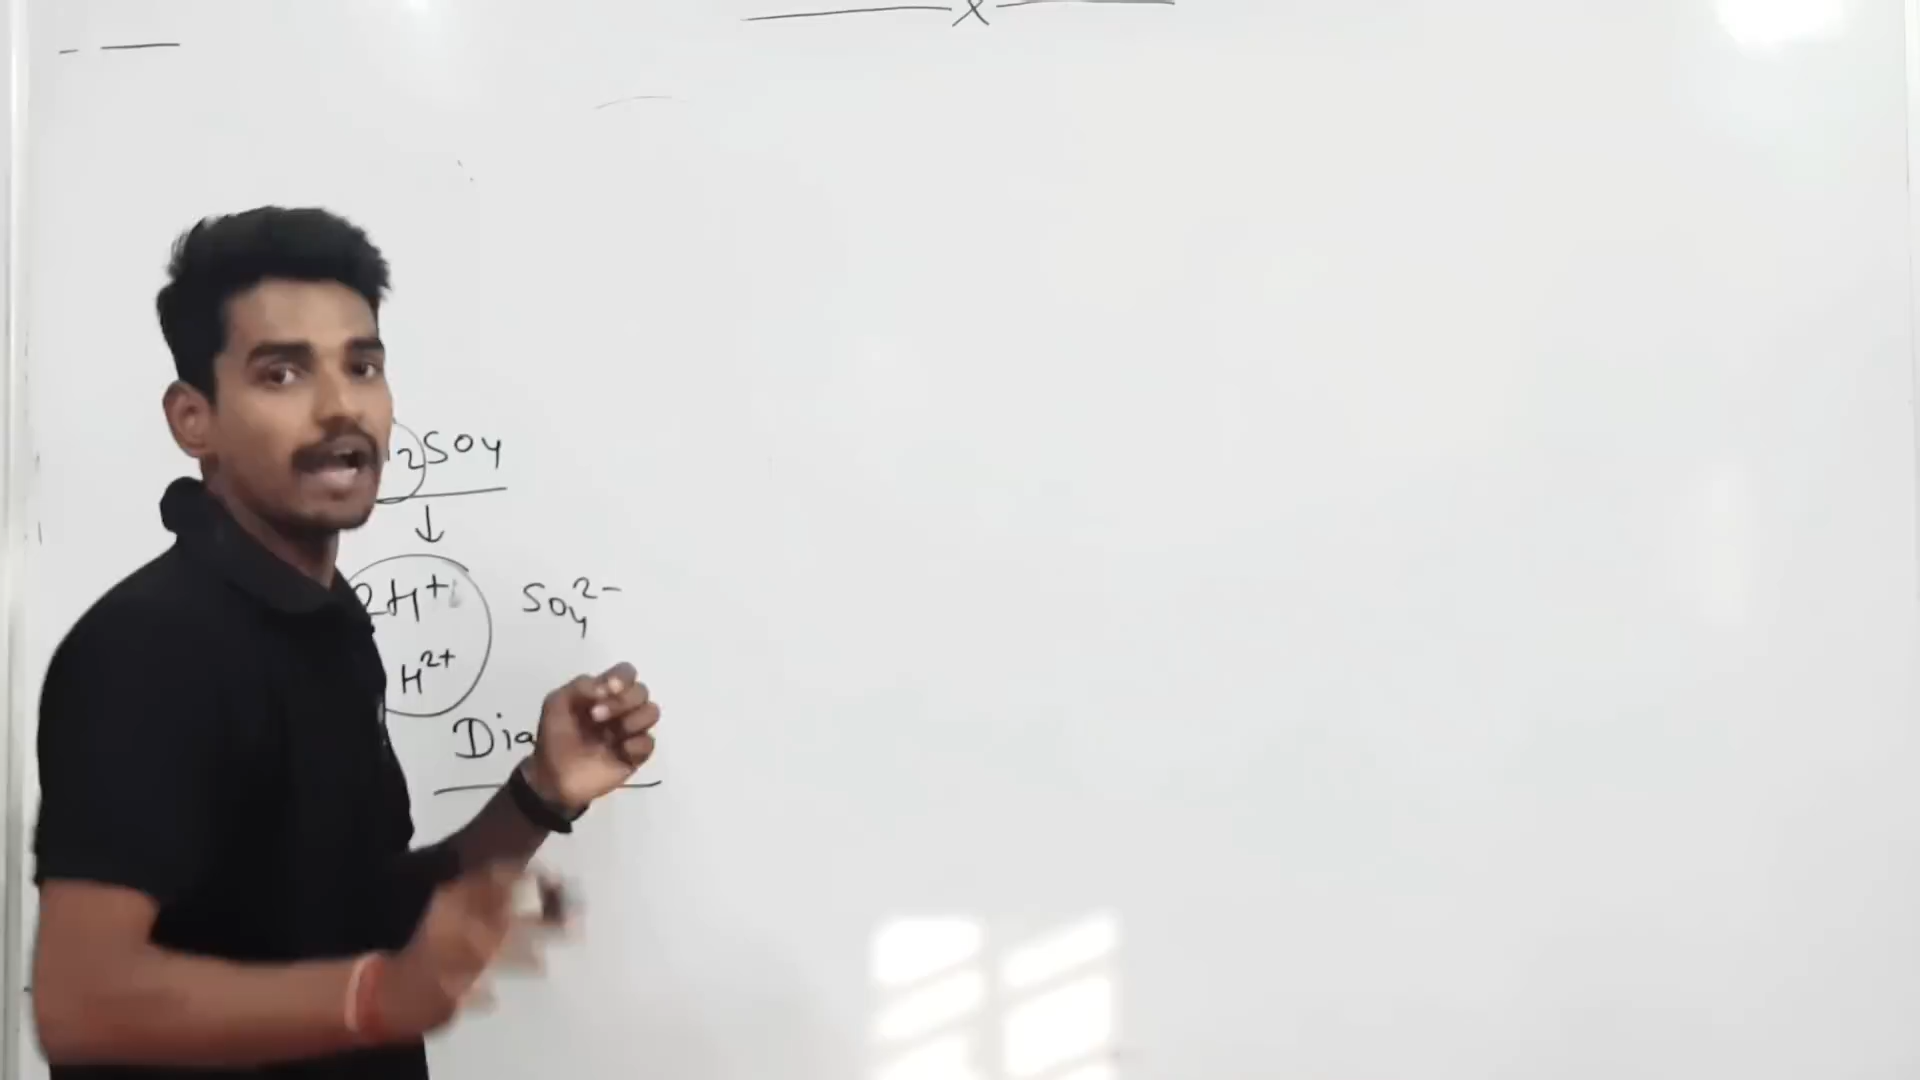 2SO4
↓
2H+ SO4 2-
H2+
Dia